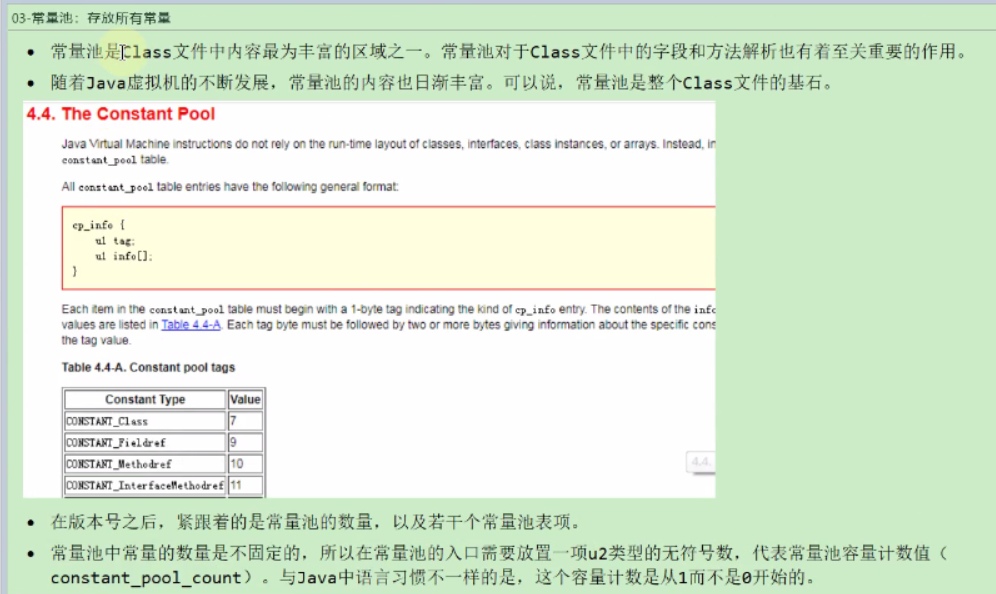 03-常量池：存放所有常量
• 常量池是Class文件中内容最为丰富的区域之一。常量池对于Class文件中的字段和方法解析也有着至关重要的作用。
• 随着Java虚拟机的不断发展，常量池的内容也日渐丰富。可以说，常量池是整个Class文件的基石。
4.4. The Constant Pool
Java Virtual Machine instructions do not rely on the run-time layout of classes, interfaces, class instances, or arrays. Instead, in
constant_pool table.
All constant_pool table entries have the following general format:
cp_info {
u1 tag;
u1 info[];
}
Each item in the constant_pool table must begin with a 1-byte tag indicating the kind of cp_info entry. The contents of the info
values are listed in Table 4.4-A. Each tag byte must be followed by two or more bytes giving information about the specific cons
the tag value.
Table 4.4-A. Constant pool tags
Constant Type Value
CONSTANT_Class 7
CONSTANT_Fieldref 9
CONSTANT_Methodref 10
4.4.
CONSTANT_InterfaceMethodref 11
• 在版本号之后，紧跟着的是常量池的数量，以及若干个常量池表项。
• 常量池中常量的数量是不固定的，所以在常量池的入口需要放置一项u2类型的无符号数，代表常量池容量计数值（
constant_pool_count）。与Java中语言习惯不一样的是，这个容量计数是从1而不是0开始的。